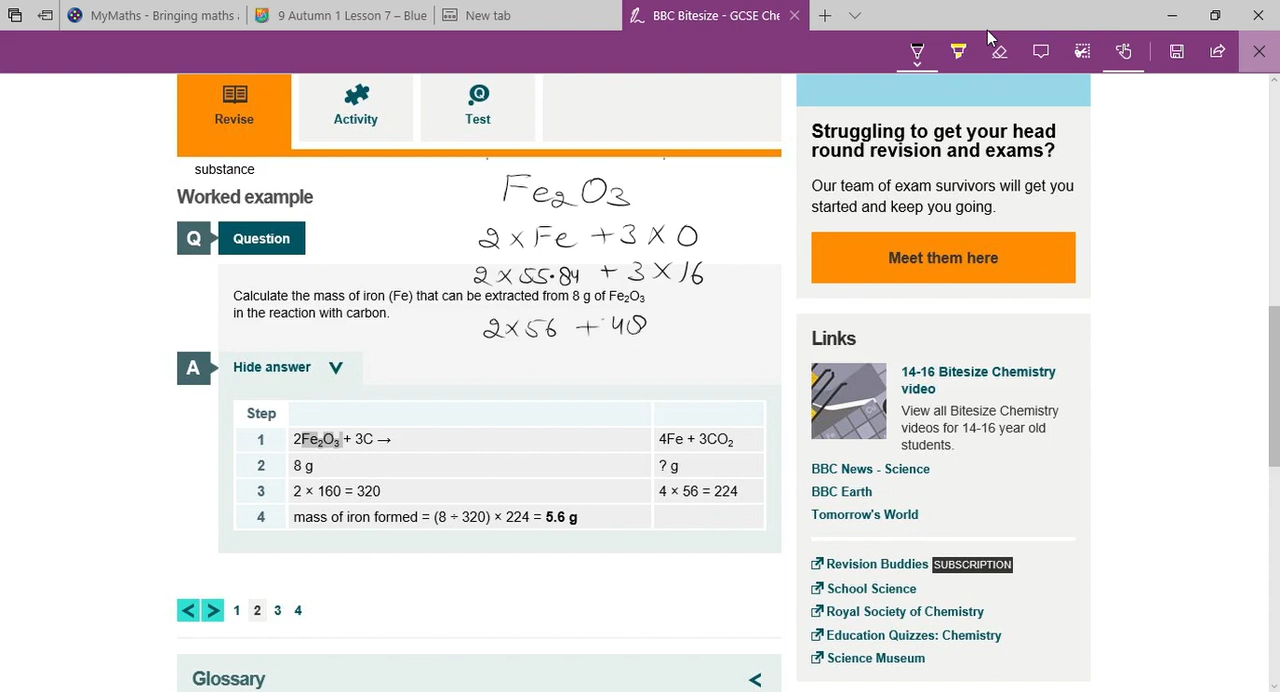 MyMaths - Bringing maths a
9 Autumn 1 Lesson 7 – Blue
New tab
BBC Bitesize - GCSE Che
Revise
Activity
Test
substance
Worked example
Fe₂O₃
2 × Fe + 3 × O
2 × 55.84 + 3 × 16
2 × 56 + 48
Q Question
Calculate the mass of iron (Fe) that can be extracted from 8 g of Fe₂O₃
in the reaction with carbon.
A Hide answer
Step
1 2Fe₂O₃ + 3C → 4Fe + 3CO₂
2 8 g ? g
3 2 × 160 = 320 4 × 56 = 224
4 mass of iron formed = (8 ÷ 320) × 224 = 5.6 g
< > 1 2 3 4
Glossary <
Struggling to get your head
round revision and exams?
Our team of exam survivors will get you
started and keep you going.
Meet them here
Links
14-16 Bitesize Chemistry
video
View all Bitesize Chemistry
videos for 14-16 year old
students.
BBC News - Science
BBC Earth
Tomorrow's World
Revision Buddies SUBSCRIPTION
School Science
Royal Society of Chemistry
Education Quizzes: Chemistry
Science Museum